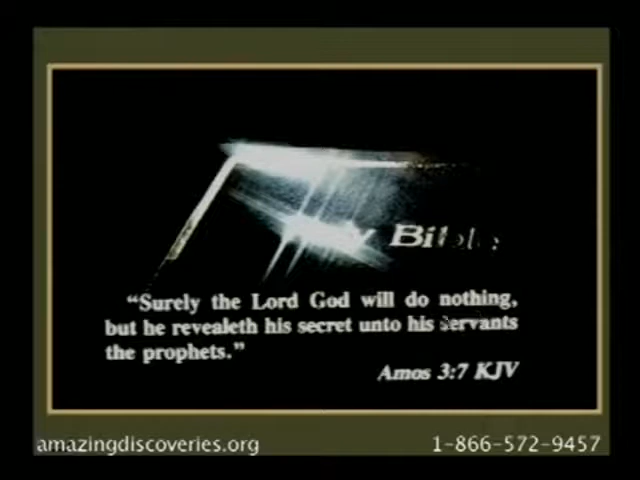 Bible
"Surely the Lord God will do nothing,
but he revealeth his secret unto his servants
the prophets."
Amos 3:7 KJV
amazingdiscoveries.org
1-866-572-9457